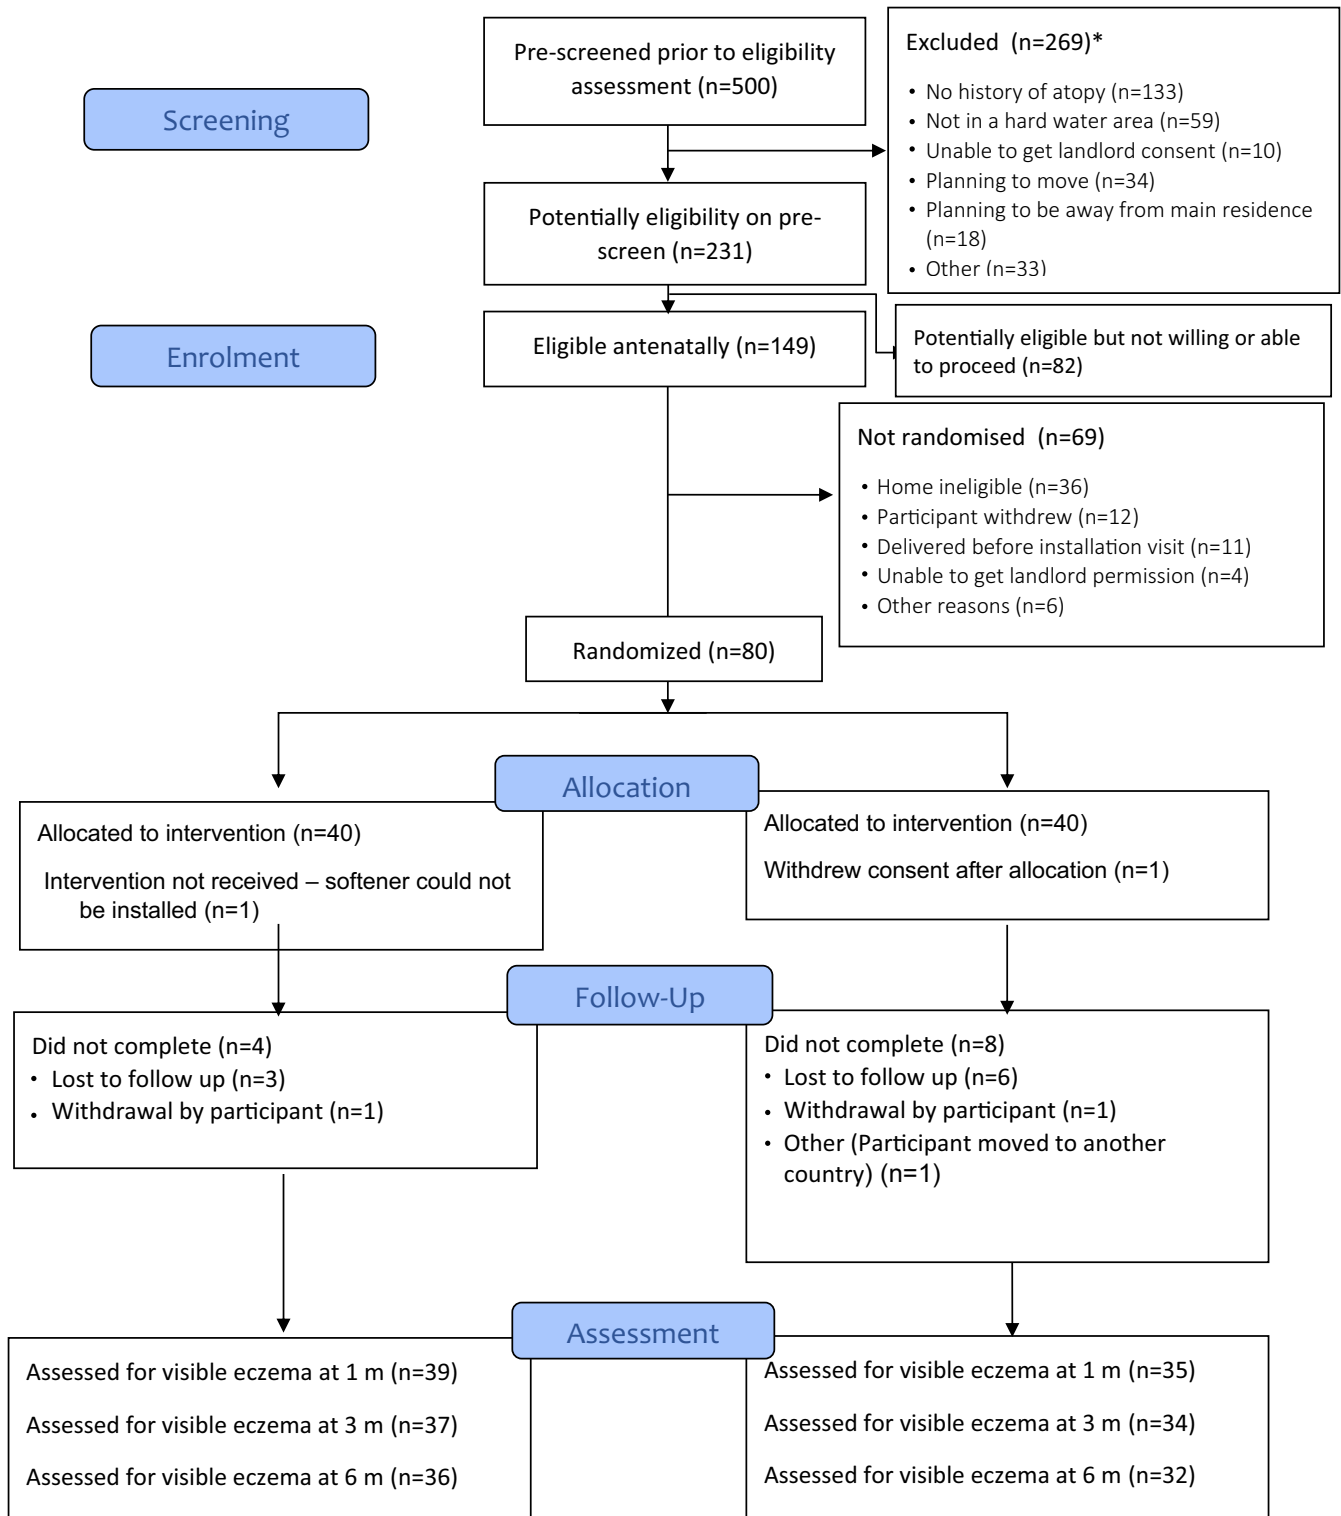 Pre-screened prior to eligibility
assessment (n=500)
Excluded  (n=269)*
• No history of atopy (n=133)
• Not in a hard water area (n=59)
• Unable to get landlord consent (n=10)
• Planning to move (n=34)
• Planning to be away from main residence
(n=18)
• Other (n=33)
Screening
Potentially eligibility on pre-
screen (n=231)
Enrolment
Eligible antenatally (n=149)
Potentially eligible but not willing or able
to proceed (n=82)
Not randomised  (n=69)
• Home ineligible (n=36)
• Participant withdrew (n=12)
• Delivered before installation visit (n=11)
• Unable to get landlord permission (n=4)
• Other reasons (n=6)
Randomized (n=80)
Allocation
Allocated to intervention (n=40)
Intervention not received – softener could not
be installed (n=1)
Allocated to intervention (n=40)
Withdrew consent after allocation (n=1)
Follow-Up
Did not complete (n=4)
• Lost to follow up (n=3)
• Withdrawal by participant (n=1)
Did not complete (n=8)
• Lost to follow up (n=6)
• Withdrawal by participant (n=1)
• Other (Participant moved to another
country) (n=1)
Assessment
Assessed for visible eczema at 1 m (n=39)
Assessed for visible eczema at 3 m (n=37)
Assessed for visible eczema at 6 m (n=36)
Assessed for visible eczema at 1 m (n=35)
Assessed for visible eczema at 3 m (n=34)
Assessed for visible eczema at 6 m (n=32)